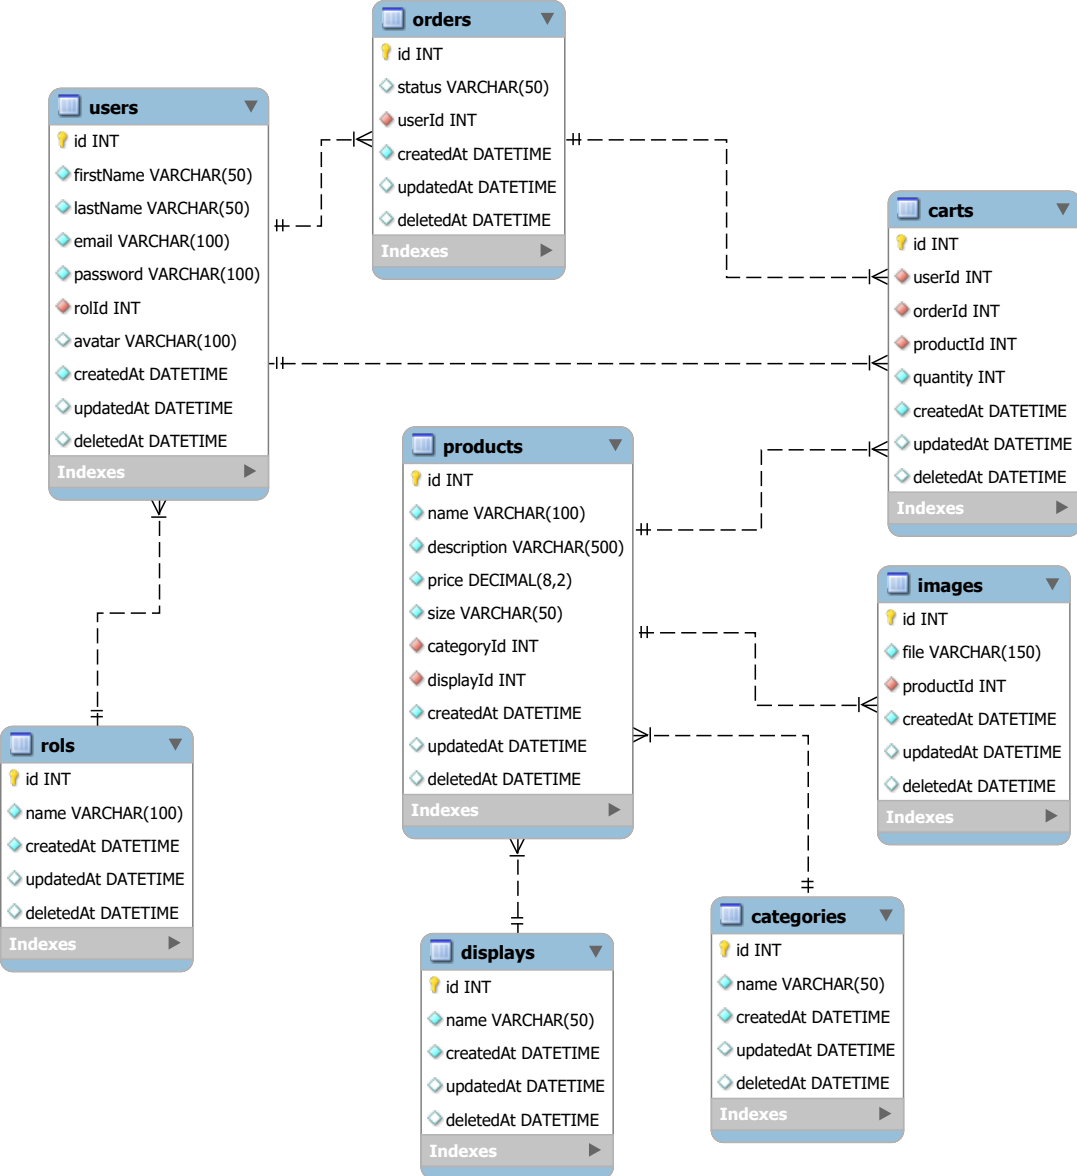 orders
id INT
status VARCHAR(50)
userId INT
createdAt DATETIME
updatedAt DATETIME
deletedAt DATETIME
Indexes
users
id INT
firstName VARCHAR(50)
lastName VARCHAR(50)
email VARCHAR(100)
password VARCHAR(100)
rolId INT
avatar VARCHAR(100)
createdAt DATETIME
updatedAt DATETIME
deletedAt DATETIME
Indexes
carts
id INT
userId INT
orderId INT
productId INT
quantity INT
createdAt DATETIME
updatedAt DATETIME
deletedAt DATETIME
Indexes
products
id INT
name VARCHAR(100)
description VARCHAR(500)
price DECIMAL(8,2)
size VARCHAR(50)
categoryId INT
displayId INT
createdAt DATETIME
updatedAt DATETIME
deletedAt DATETIME
Indexes
images
id INT
file VARCHAR(150)
productId INT
createdAt DATETIME
updatedAt DATETIME
deletedAt DATETIME
Indexes
rols
id INT
name VARCHAR(100)
createdAt DATETIME
updatedAt DATETIME
deletedAt DATETIME
Indexes
displays
id INT
name VARCHAR(50)
createdAt DATETIME
updatedAt DATETIME
deletedAt DATETIME
Indexes
categories
id INT
name VARCHAR(50)
createdAt DATETIME
updatedAt DATETIME
deletedAt DATETIME
Indexes